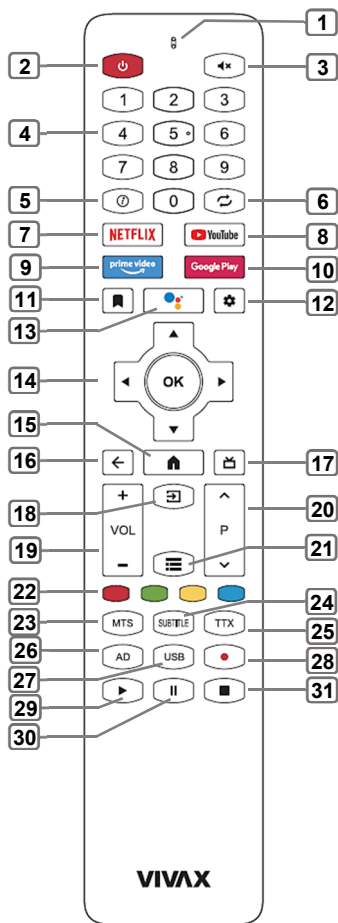 1
2
3
1 2 3
4
4 5 6
7 8 9
5
0
6
7
NETFLIX
YouTube
8
9
prime video
Google Play
10
11
12
13
14
OK
15
16
17
18
+
VOL
−
P
19
20
21
22
23
24
MTS
SUBTITLE
TTX
25
26
AD
USB
27
28
29
30
31
VIVAX